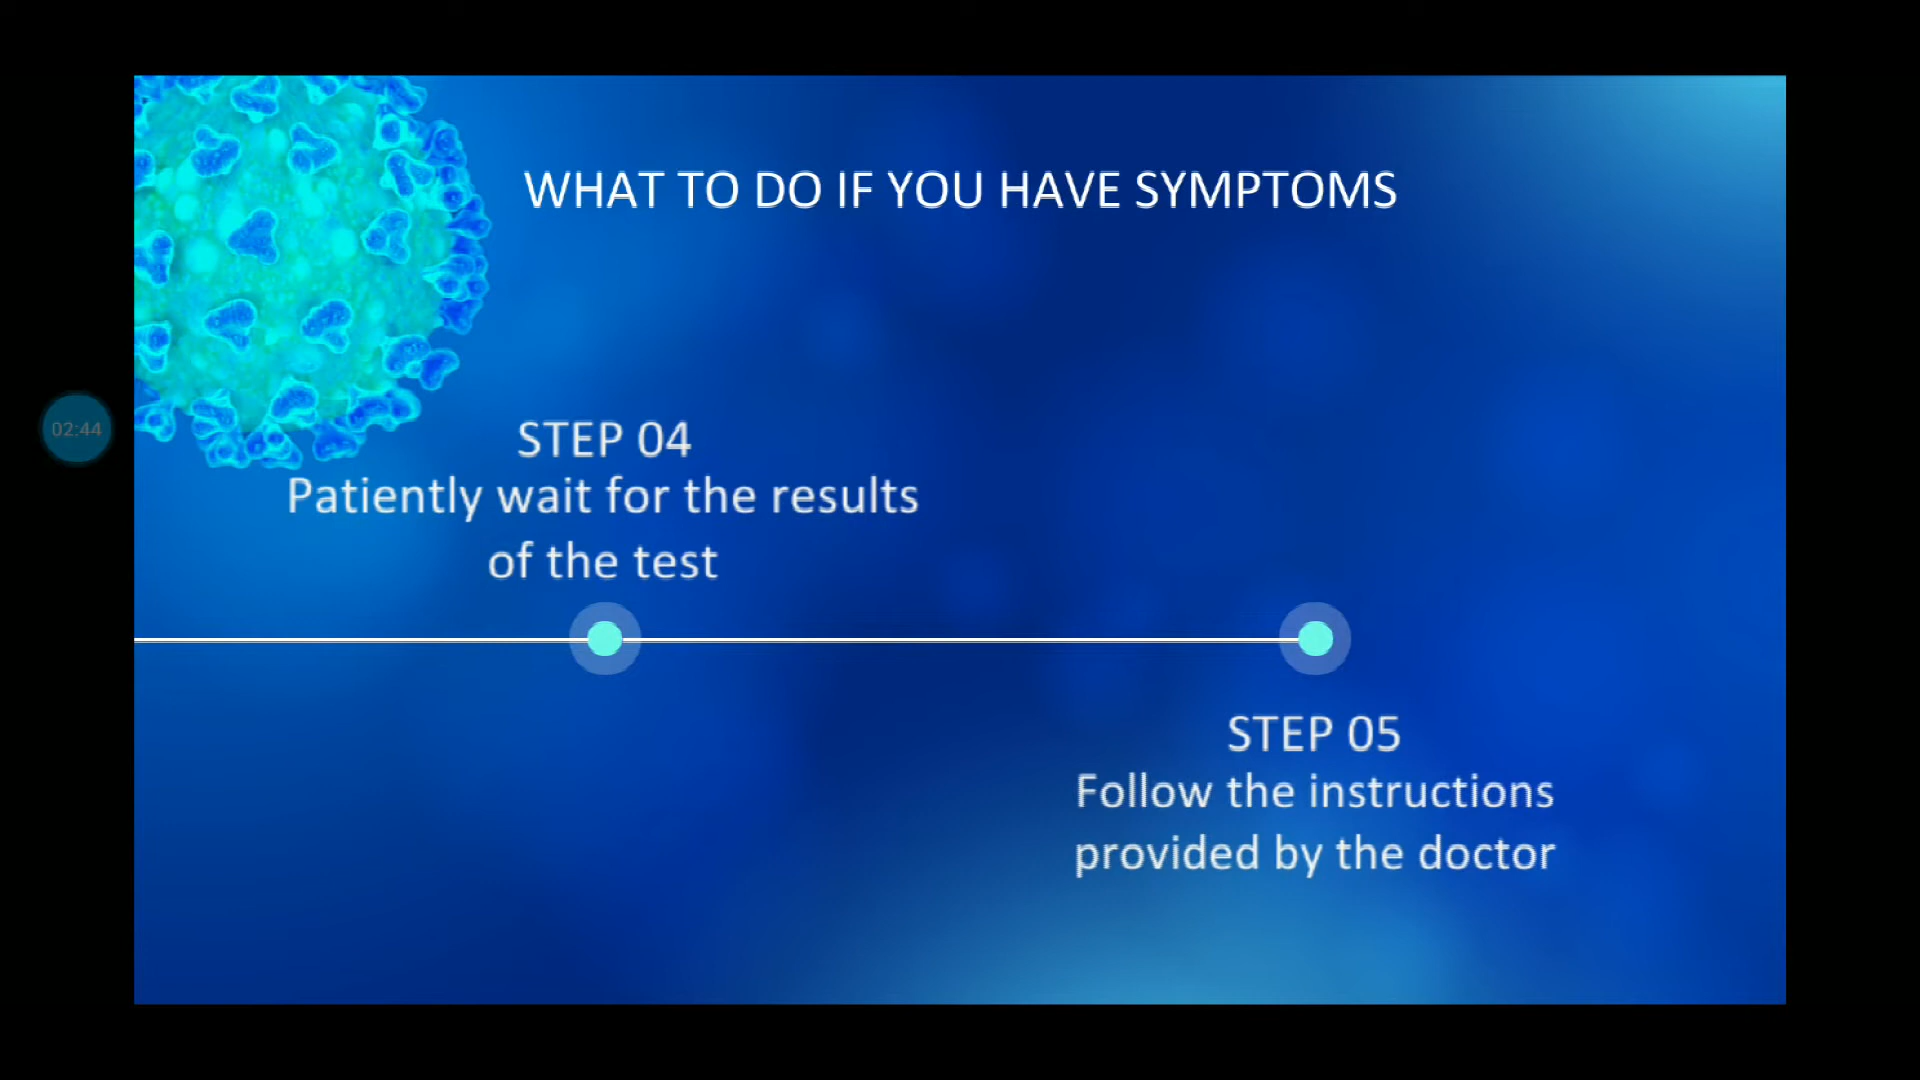 WHAT TO DO IF YOU HAVE SYMPTOMS
02:44
STEP 04
Patiently wait for the results
of the test
STEP 05
Follow the instructions
provided by the doctor